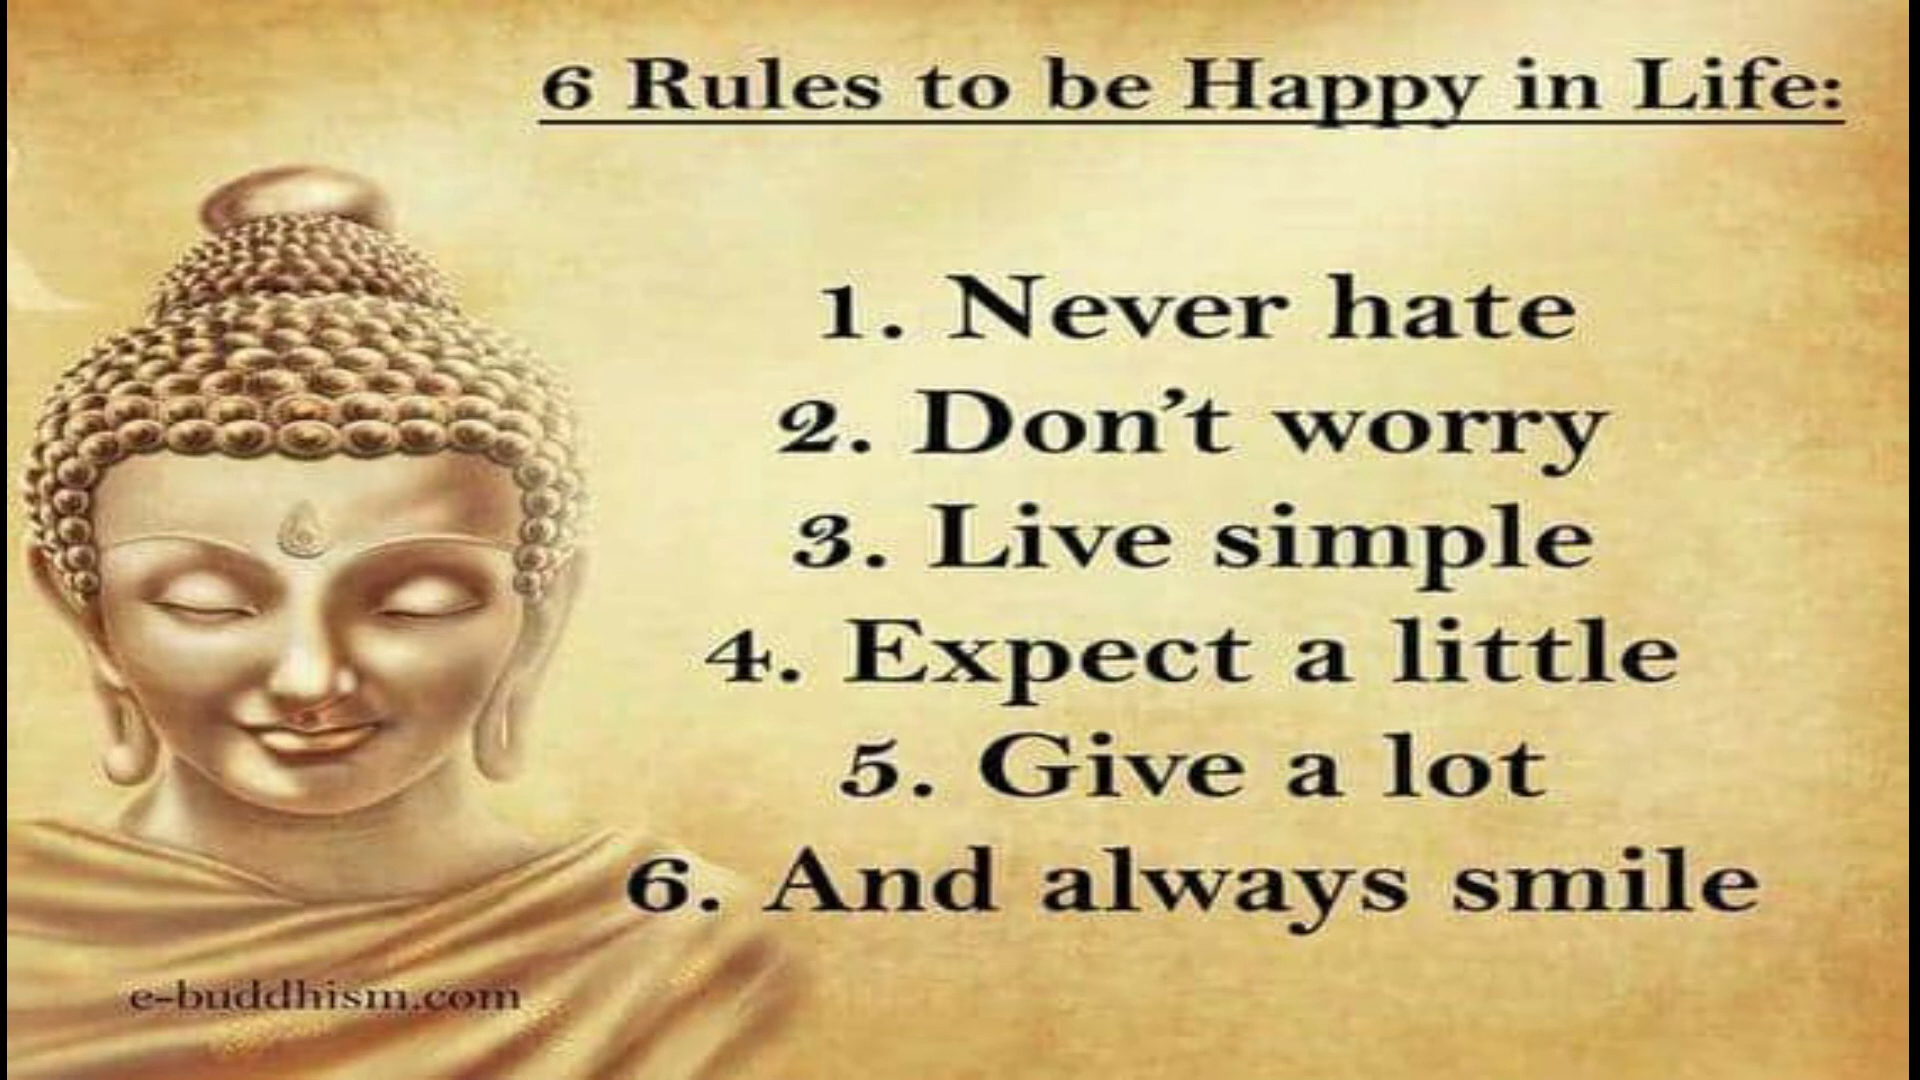 6 Rules to be Happy in Life:
1. Never hate
2. Don't worry
3. Live simple
4. Expect a little
5. Give a lot
6. And always smile
e-buddhism.com